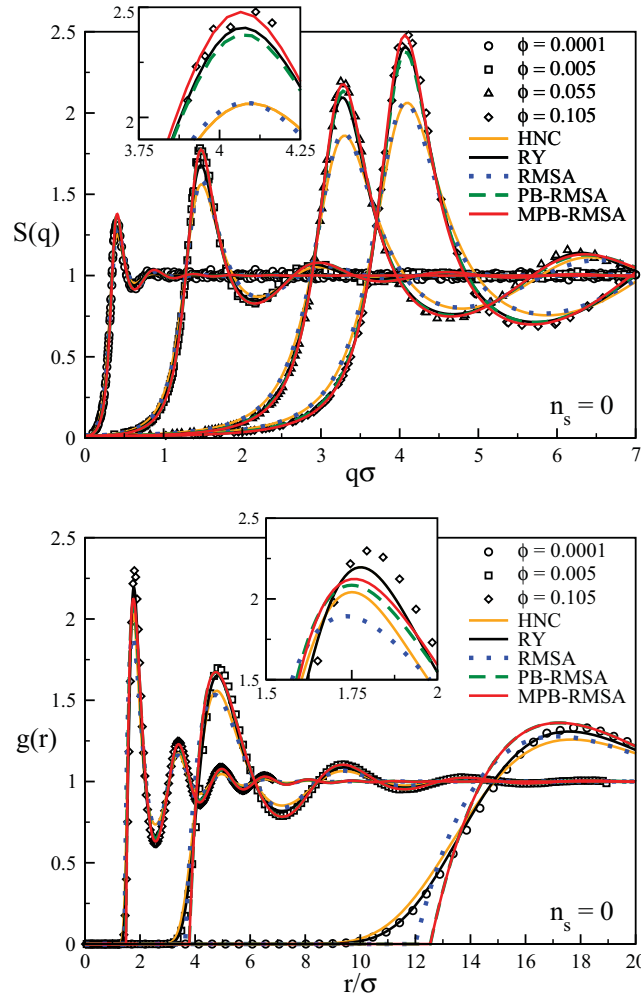 2.5
2
3.75
4
4.25
2.5
2
1.5
1
0.5
0
S(q)
ϕ = 0.0001
ϕ = 0.005
ϕ = 0.055
ϕ = 0.105
HNC
RY
RMSA
PB-RMSA
MPB-RMSA
n_s = 0
0 1 2 3 4 5 6 7
qσ
2.5
2
1.5
1
0.5
0
g(r)
2.5
2
1.5
1.5 1.75 2
ϕ = 0.0001
ϕ = 0.005
ϕ = 0.105
HNC
RY
RMSA
PB-RMSA
MPB-RMSA
n_s = 0
0 2 4 6 8 10 12 14 16 18 20
r/σ